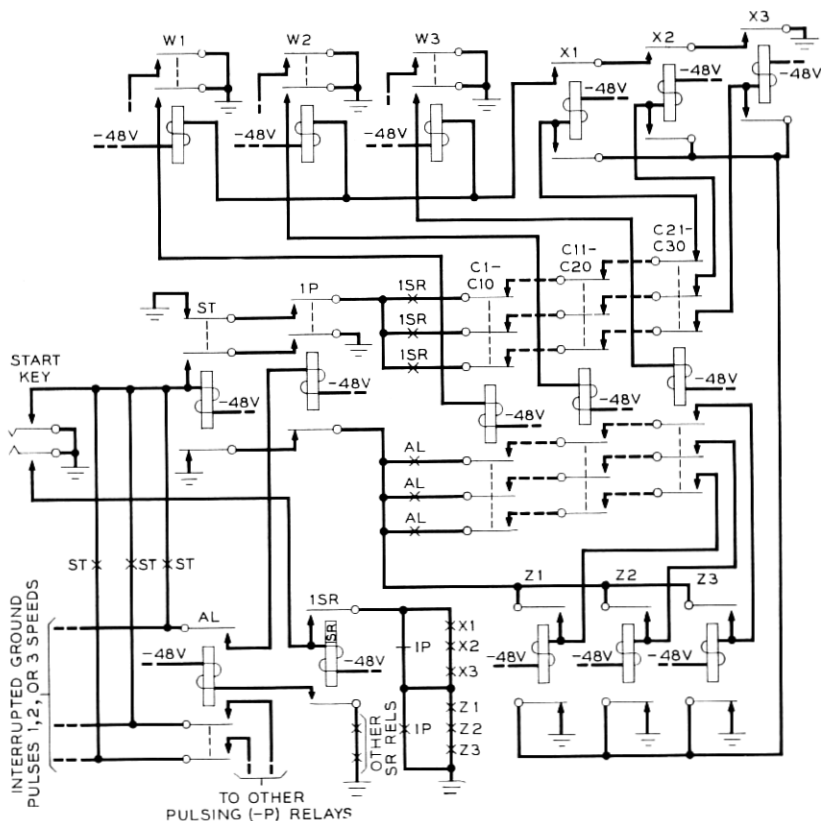 W1 W2 W3 X1 X2 X3
-48V -48V -48V
-48V -48V -48V
C1-
C10
C11-
C20
C21-
C30
ST 1P 1SR
1SR
1SR
START
KEY
-48V -48V
-48V -48V -48V
AL
AL
AL
ST ST ST
INTERRUPTED GROUND
PULSES 1,2, OR 3 SPEEDS
AL
-48V
1SR
SR
-48V
1P
1P
X1
X2
X3
Z1
Z2
Z3
OTHER
SR RELS
Z1 Z2 Z3
-48V -48V -48V
TO OTHER
PULSING (-P) RELAYS